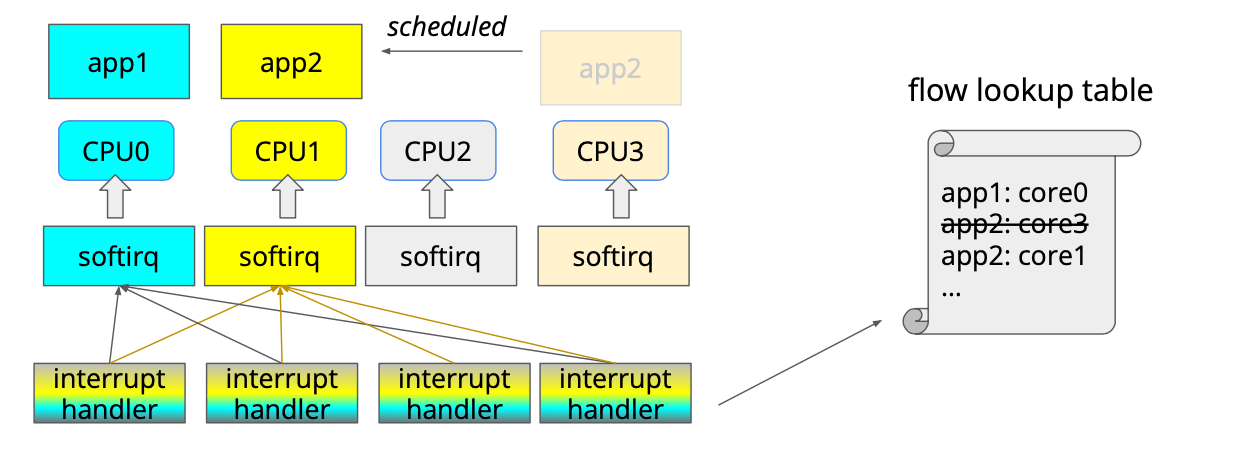 scheduled
app1
app2
app2
CPU0
CPU1
CPU2
CPU3
softirq
softirq
softirq
softirq
interrupt
handler
interrupt
handler
interrupt
handler
interrupt
handler
flow lookup table
app1: core0
app2: core3
app2: core1
...